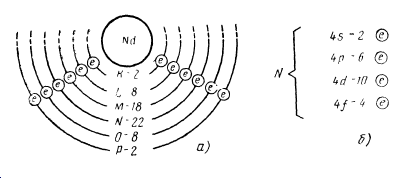 Nd
e e e e e e
e e e e e e
K-2
L-8
M-18
N-22
O-8
P-2
а)
N
4s-2 e
4p-6 e
4d-10 e
4f-4 e
б)